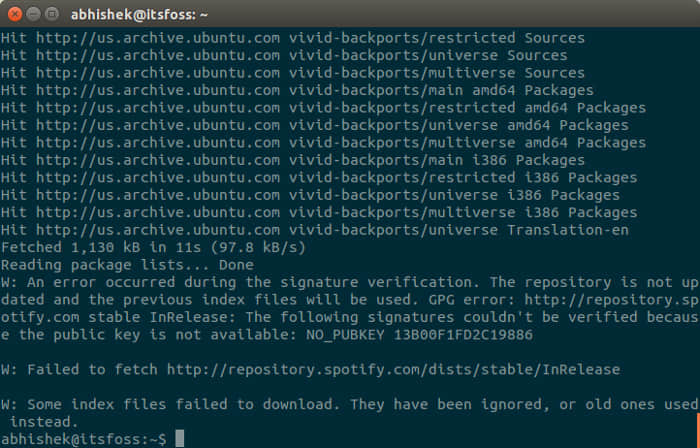 abhishek@itsfoss: ~
Hit http://us.archive.ubuntu.com vivid-backports/restricted Sources
Hit http://us.archive.ubuntu.com vivid-backports/universe Sources
Hit http://us.archive.ubuntu.com vivid-backports/multiverse Sources
Hit http://us.archive.ubuntu.com vivid-backports/main amd64 Packages
Hit http://us.archive.ubuntu.com vivid-backports/restricted amd64 Packages
Hit http://us.archive.ubuntu.com vivid-backports/universe amd64 Packages
Hit http://us.archive.ubuntu.com vivid-backports/multiverse amd64 Packages
Hit http://us.archive.ubuntu.com vivid-backports/main i386 Packages
Hit http://us.archive.ubuntu.com vivid-backports/restricted i386 Packages
Hit http://us.archive.ubuntu.com vivid-backports/universe i386 Packages
Hit http://us.archive.ubuntu.com vivid-backports/multiverse i386 Packages
Hit http://us.archive.ubuntu.com vivid-backports/universe Translation-en
Fetched 1,130 kB in 11s (97.8 kB/s)
Reading package lists... Done
W: An error occurred during the signature verification. The repository is not up
dated and the previous index files will be used. GPG error: http://repository.sp
otify.com stable InRelease: The following signatures couldn't be verified becaus
e the public key is not available: NO_PUBKEY 13B00F1FD2C19886
W: Failed to fetch http://repository.spotify.com/dists/stable/InRelease
W: Some index files failed to download. They have been ignored, or old ones used
 instead.
abhishek@itsfoss:~$